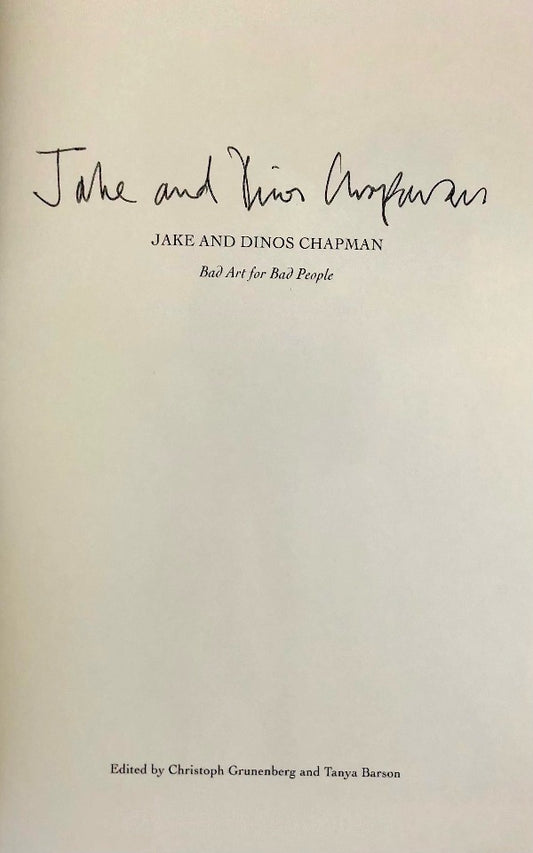 Jake and Dinos Chapman
JAKE AND DINOS CHAPMAN
Bad Art for Bad People
Edited by Christoph Grunenberg and Tanya Barson